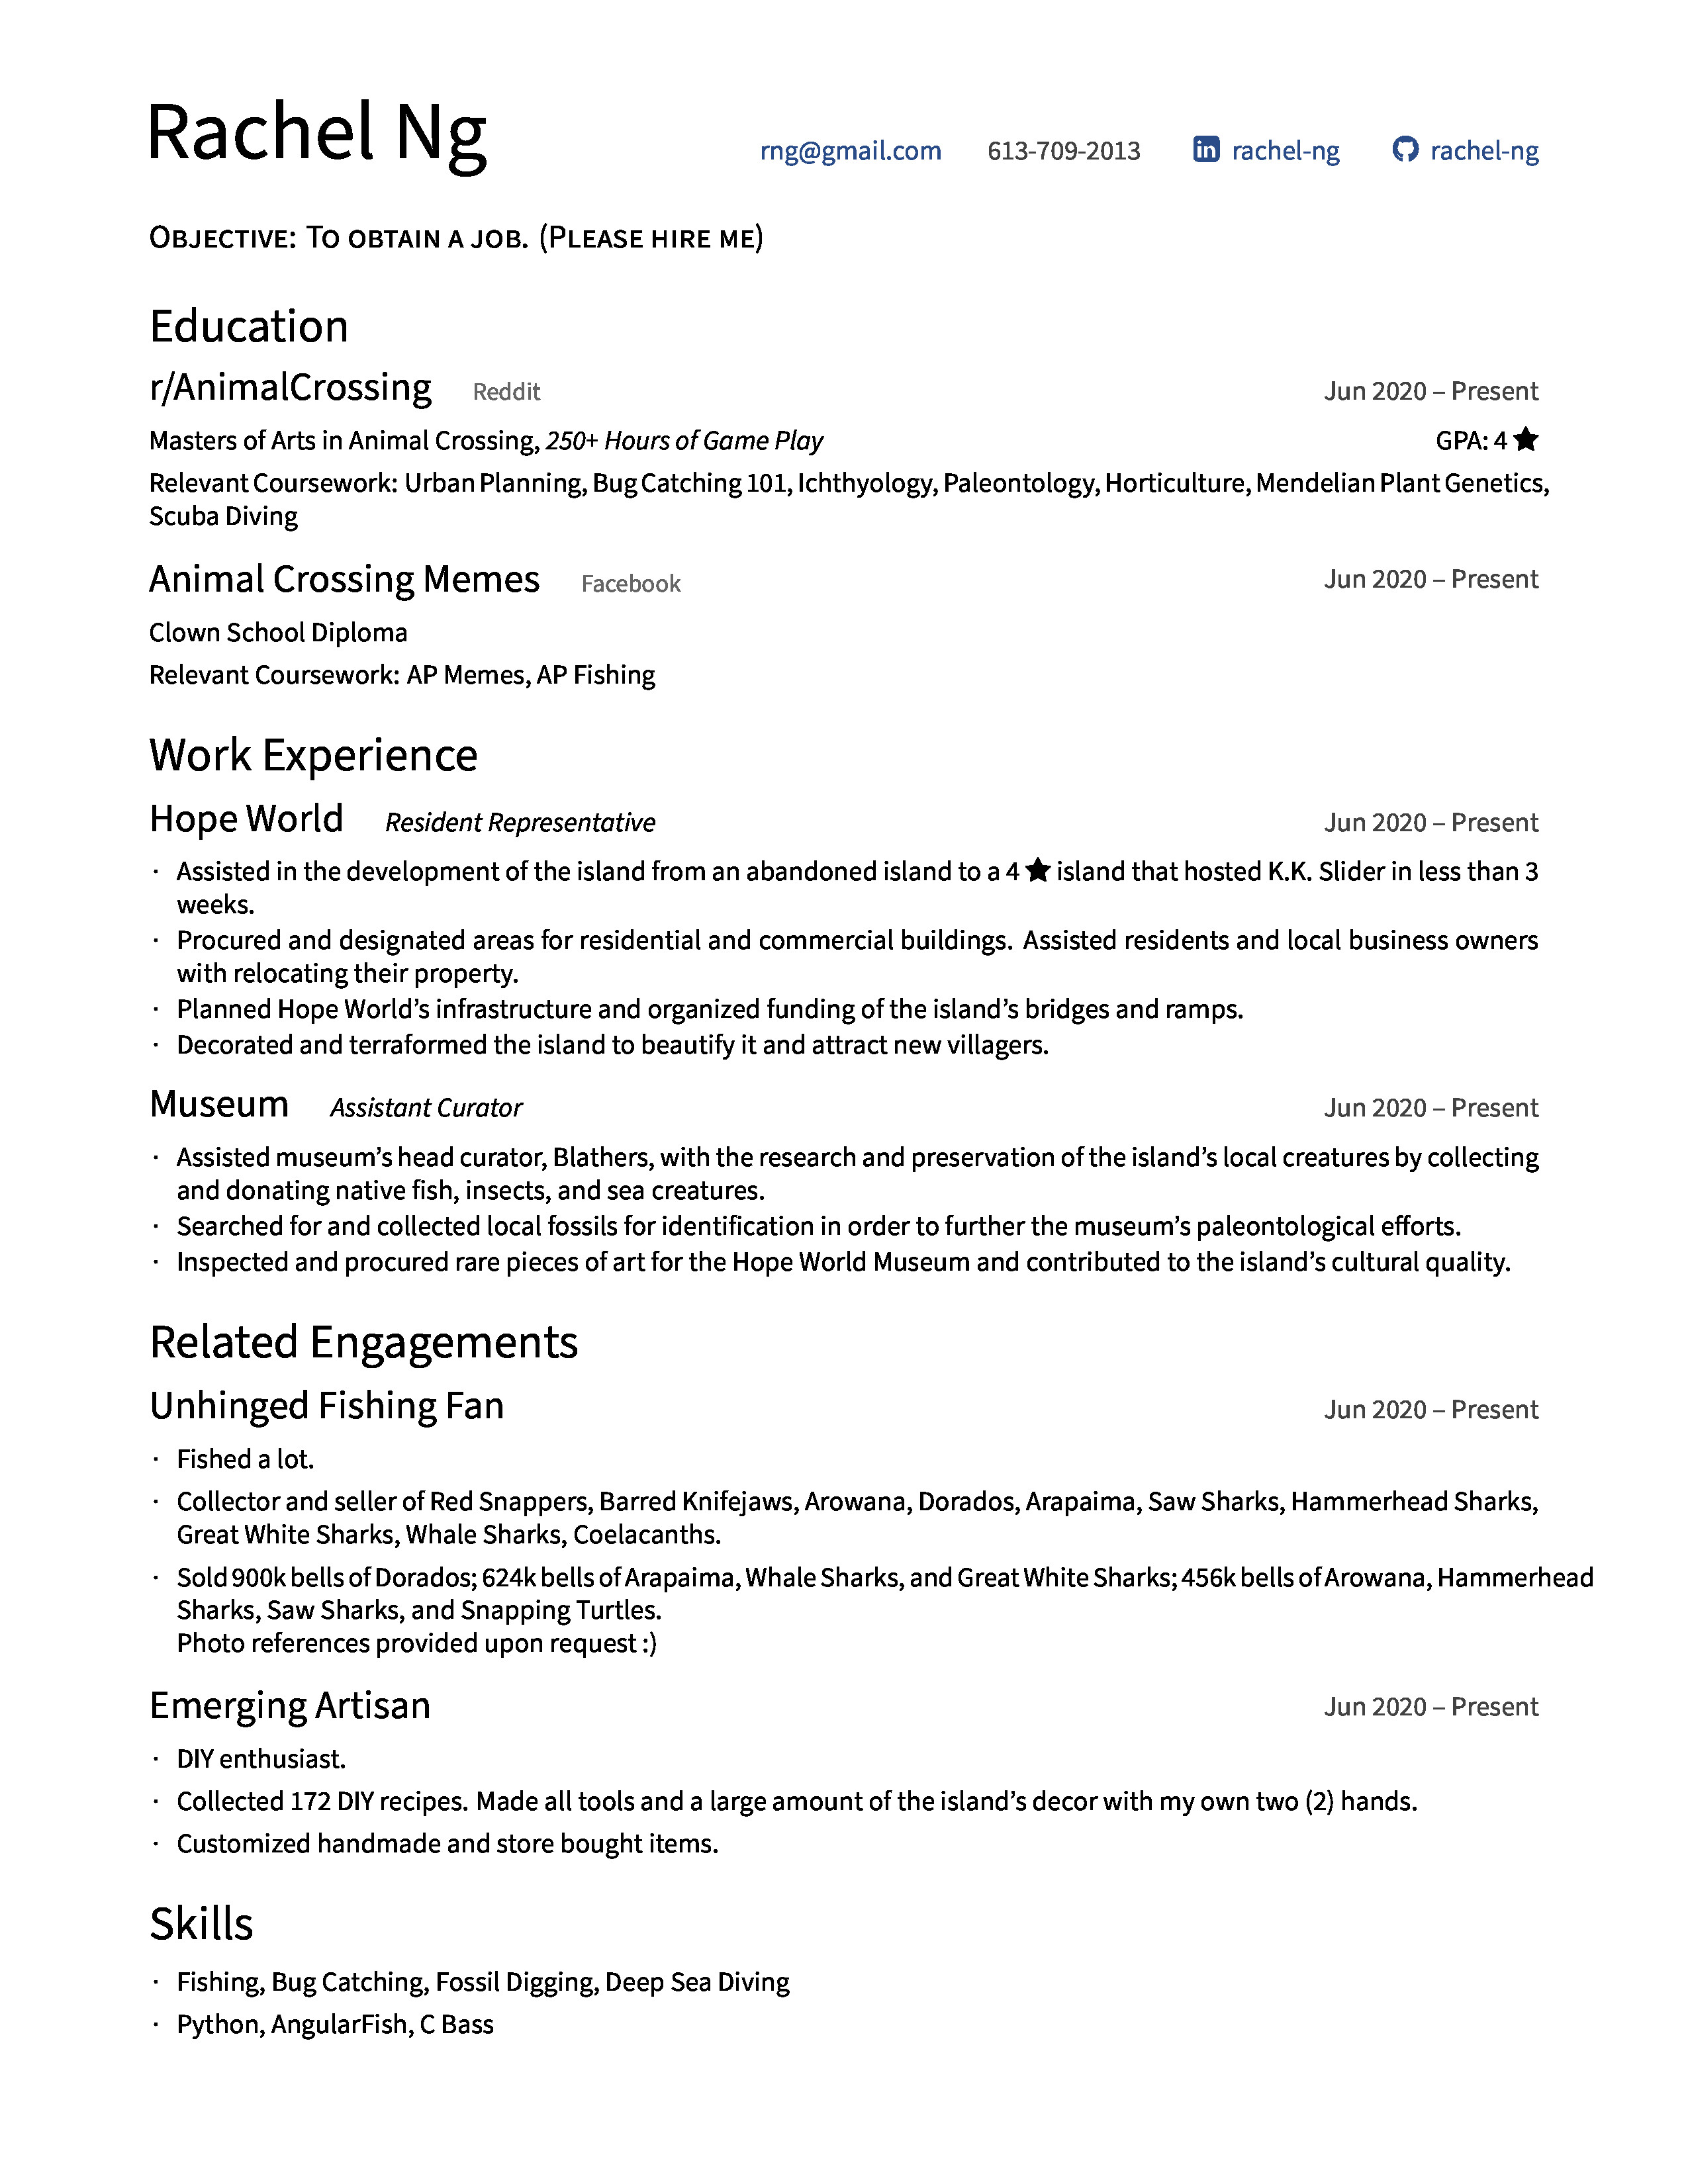 Rachel Ng
rng@gmail.com 613-709-2013 rachel-ng rachel-ng
Objective: To obtain a job. (Please hire me)
Education
r/AnimalCrossing Reddit Jun 2020 – Present
Masters of Arts in Animal Crossing, 250+ Hours of Game Play GPA: 4 ★
Relevant Coursework: Urban Planning, Bug Catching 101, Ichthyology, Paleontology, Horticulture, Mendelian Plant Genetics,
Scuba Diving
Animal Crossing Memes Facebook Jun 2020 – Present
Clown School Diploma
Relevant Coursework: AP Memes, AP Fishing
Work Experience
Hope World Resident Representative Jun 2020 – Present
· Assisted in the development of the island from an abandoned island to a 4 ★ island that hosted K.K. Slider in less than 3
weeks.
· Procured and designated areas for residential and commercial buildings. Assisted residents and local business owners
with relocating their property.
· Planned Hope World’s infrastructure and organized funding of the island’s bridges and ramps.
· Decorated and terraformed the island to beautify it and attract new villagers.
Museum Assistant Curator Jun 2020 – Present
· Assisted museum’s head curator, Blathers, with the research and preservation of the island’s local creatures by collecting
and donating native fish, insects, and sea creatures.
· Searched for and collected local fossils for identification in order to further the museum’s paleontological efforts.
· Inspected and procured rare pieces of art for the Hope World Museum and contributed to the island’s cultural quality.
Related Engagements
Unhinged Fishing Fan Jun 2020 – Present
· Fished a lot.
· Collector and seller of Red Snappers, Barred Knifejaws, Arowana, Dorados, Arapaima, Saw Sharks, Hammerhead Sharks,
Great White Sharks, Whale Sharks, Coelacanths.
· Sold 900k bells of Dorados; 624k bells of Arapaima, Whale Sharks, and Great White Sharks; 456k bells of Arowana, Hammerhead
Sharks, Saw Sharks, and Snapping Turtles.
Photo references provided upon request :)
Emerging Artisan Jun 2020 – Present
· DIY enthusiast.
· Collected 172 DIY recipes. Made all tools and a large amount of the island’s decor with my own two (2) hands.
· Customized handmade and store bought items.
Skills
· Fishing, Bug Catching, Fossil Digging, Deep Sea Diving
· Python, AngularFish, C Bass